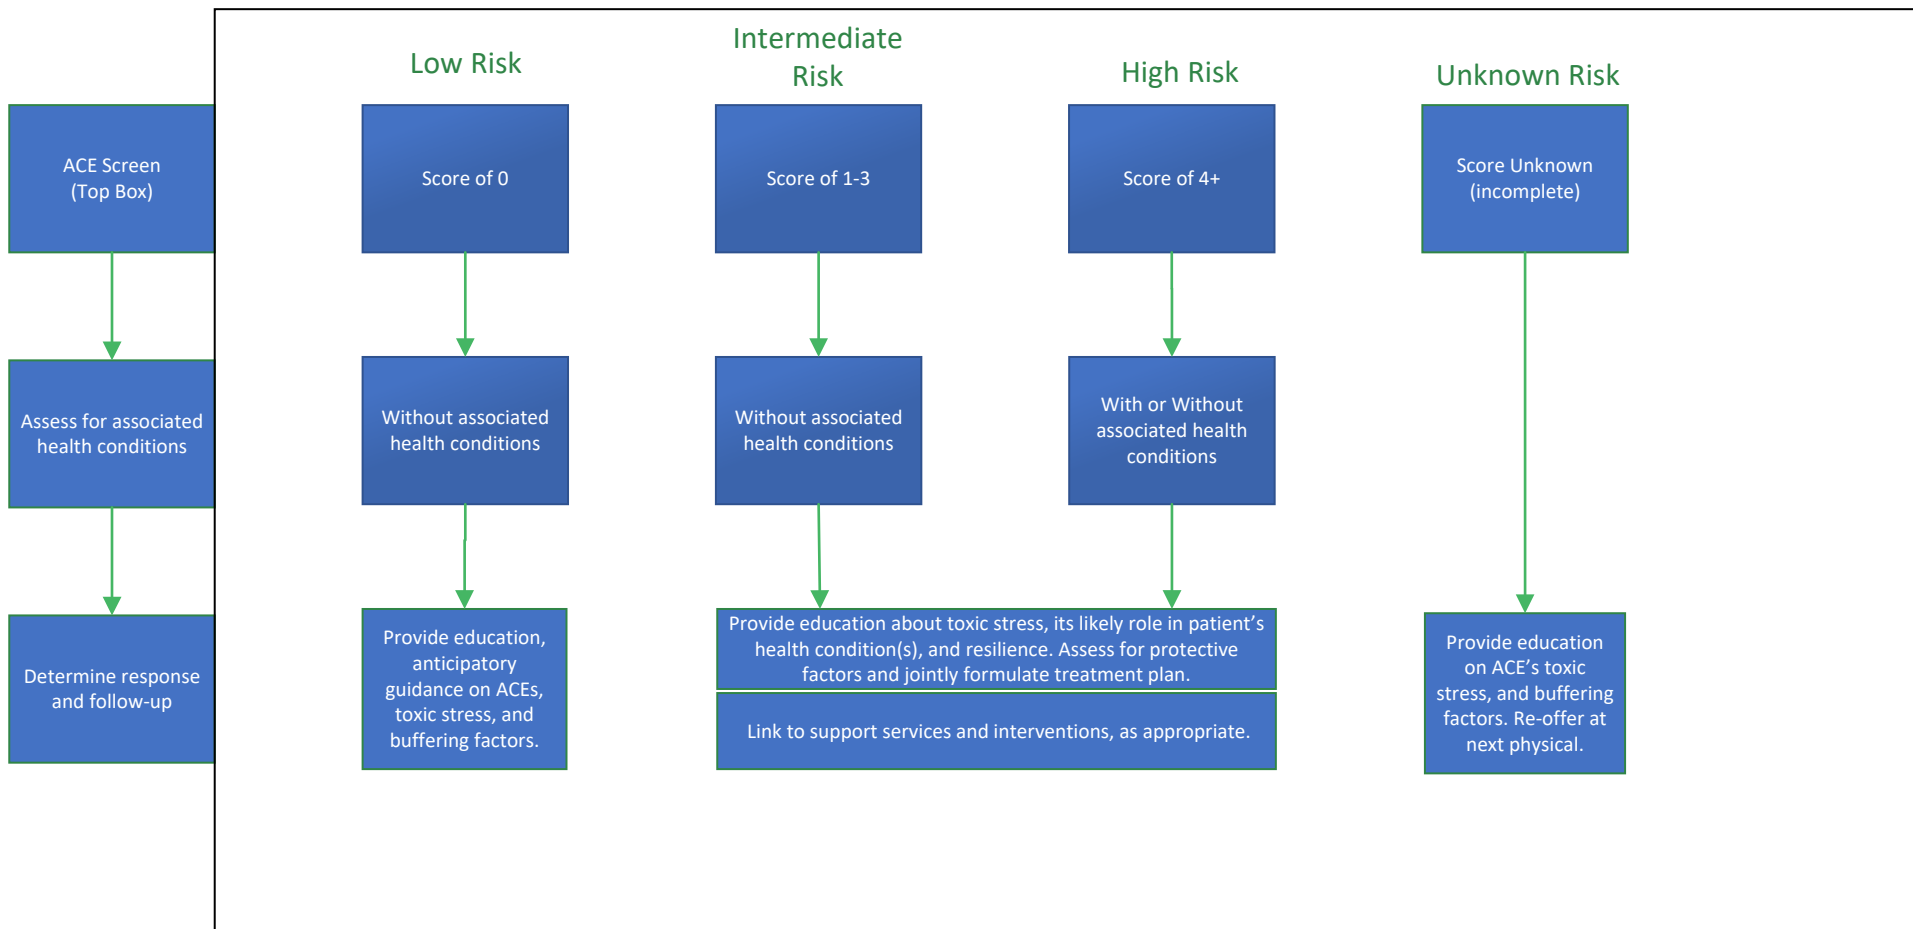 Low Risk
Intermediate
Risk
High Risk
Unknown Risk
ACE Screen
(Top Box)
Score of 0
Score of 1-3
Score of 4+
Score Unknown
(incomplete)
Assess for associated
health conditions
Without associated
health conditions
Without associated
health conditions
With or Without
associated health
conditions
Determine response
and follow-up
Provide education,
anticipatory
guidance on ACEs,
toxic stress, and
buffering factors.
Provide education about toxic stress, its likely role in patient’s
health condition(s), and resilience. Assess for protective
factors and jointly formulate treatment plan.
Link to support services and interventions, as appropriate.
Provide education
on ACE’s toxic
stress, and buffering
factors. Re-offer at
next physical.